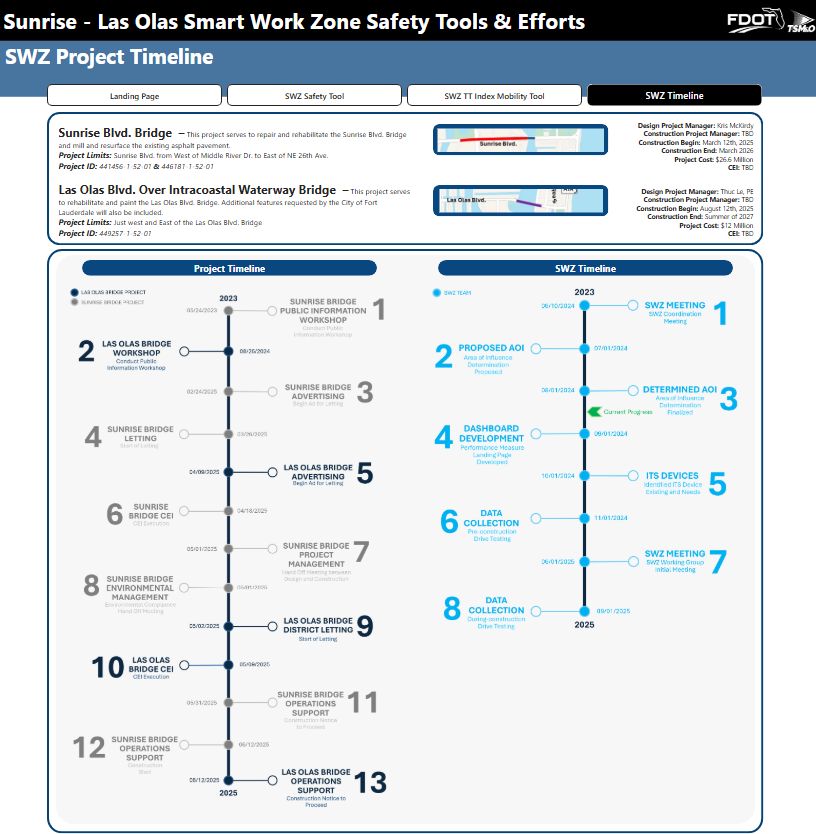 Sunrise - Las Olas Smart Work Zone Safety Tools & Efforts
FDOT
TSM&O
SWZ Project Timeline
Landing Page
SWZ Safety Tool
SWZ TT Index Mobility Tool
SWZ Timeline
Sunrise Blvd. Bridge – This project serves to repair and rehabilitate the Sunrise Blvd. Bridge
and mill and resurface the existing asphalt pavement.
Project Limits: Sunrise Blvd. from West of Middle River Dr. to East of NE 26th Ave.
Project ID: 441456-1-52-01 & 446181-1-52-01
Sunrise Blvd.
Design Project Manager: Kris McKirdy
Construction Project Manager: TBD
Construction Begin: March 12th, 2025
Construction End: March 2026
Project Cost: $26.6 Million
CEI: TBD
Las Olas Blvd. Over Intracoastal Waterway Bridge – This project serves
to rehabilitate and paint the Las Olas Blvd. Bridge. Additional features requested by the City of Fort
Lauderdale will also be included.
Project Limits: Just west and East of the Las Olas Blvd. Bridge
Project ID: 449257-1-52-01
Las Olas Blvd.
Design Project Manager: Thuc Le, PE
Construction Project Manager: TBD
Construction Begin: August 12th, 2025
Construction End: Summer of 2027
Project Cost: $12 Million
CEI: TBD
Project Timeline
LAS OLAS BRIDGE PROJECT
SUNRISE BRIDGE PROJECT
2023
05/24/2023
SUNRISE BRIDGE
PUBLIC INFORMATION
WORKSHOP
Conduct Public
Information Workshop
1
2
LAS OLAS BRIDGE
WORKSHOP
Conduct Public
Information Workshop
02/24/2025
SUNRISE BRIDGE
ADVERTISING
Begin Ad for Letting
3
4
SUNRISE BRIDGE
LETTING
Start of Letting
03/26/2025
04/09/2025
LAS OLAS BRIDGE
ADVERTISING
Begin Ad for Letting
5
6
SUNRISE
BRIDGE CEI
CEI Execution
04/18/2025
05/01/2025
SUNRISE BRIDGE
PROJECT
MANAGEMENT
Hand Off Meeting between
Design and Construction
7
8
SUNRISE BRIDGE
ENVIRONMENTAL
MANAGEMENT
Environmental Compliance
Hand Off Meeting
05/01/2025
05/02/2025
LAS OLAS BRIDGE
DISTRICT LETTING
Start of Letting
9
10
LAS OLAS
BRIDGE CEI
CEI Execution
05/31/2025
SUNRISE BRIDGE
OPERATIONS
SUPPORT
Construction Notice
to Proceed
11
12
SUNRISE BRIDGE
OPERATIONS
SUPPORT
Construction
Start
2025
LAS OLAS BRIDGE
OPERATIONS
SUPPORT
Construction Notice to
Proceed
13
SWZ Timeline
SWZ TEAM
2023
SWZ MEETING
SWZ Coordination
Meeting
1
2
PROPOSED AOI
Area of Influence
Determination
Proposed
07/01/2024
08/01/2024
DETERMINED AOI
Area of Influence
Determination
Finalized
3
Current Progress
4
DASHBOARD
DEVELOPMENT
Performance Measure
Landing Page
Developed
09/01/2024
10/01/2024
ITS DEVICES
Identified ITS Device
Existing and Needs
5
6
DATA
COLLECTION
Pre-construction
Drive Testing
11/01/2024
SWZ MEETING
SWZ Working Group
Initial Meeting
7
8
DATA
COLLECTION
During-construction
Drive Testing
09/01/2025
2025